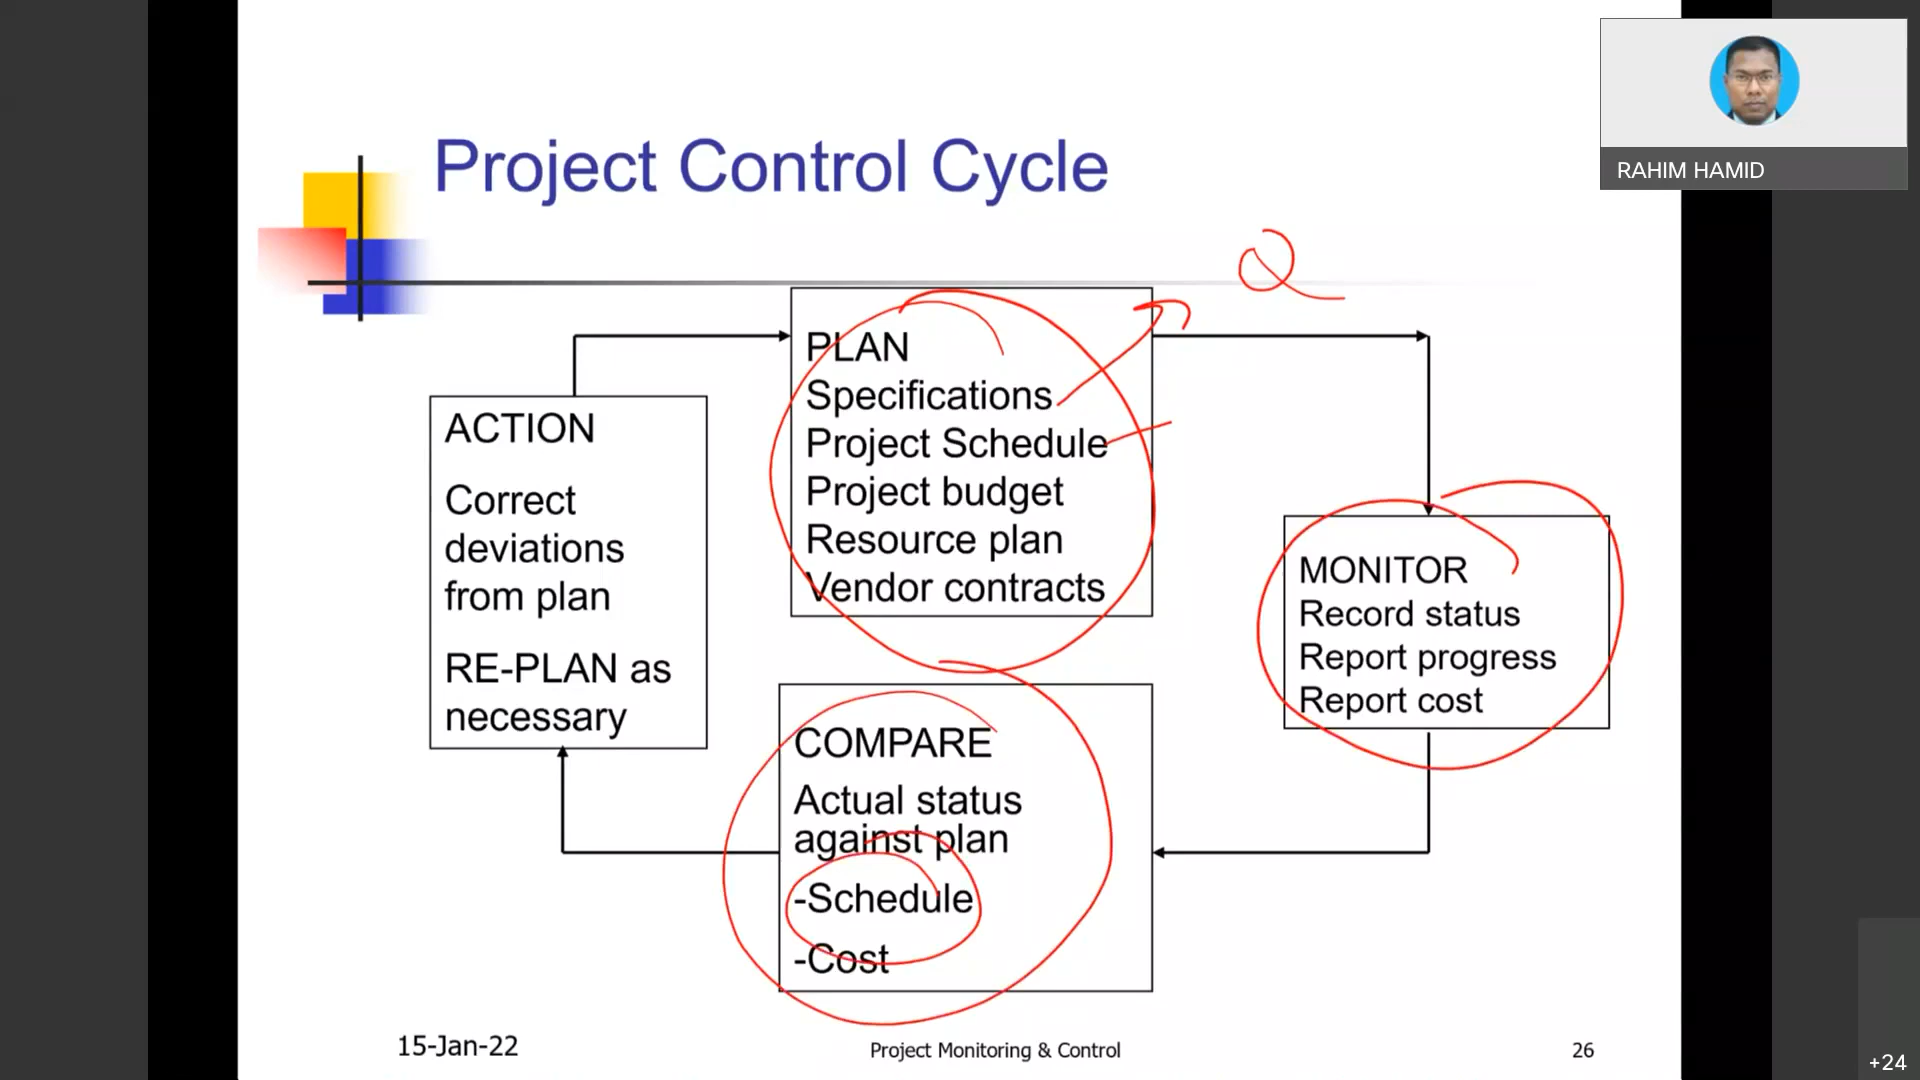 RAHIM HAMID
Project Control Cycle
Q
PLAN
Specifications
Project Schedule
Project budget
Resource plan
Vendor contracts
ACTION
Correct
deviations
from plan
RE-PLAN as
necessary
MONITOR
Record status
Report progress
Report cost
COMPARE
Actual status
against plan
-Schedule
-Cost
15-Jan-22
Project Monitoring & Control
26
+24